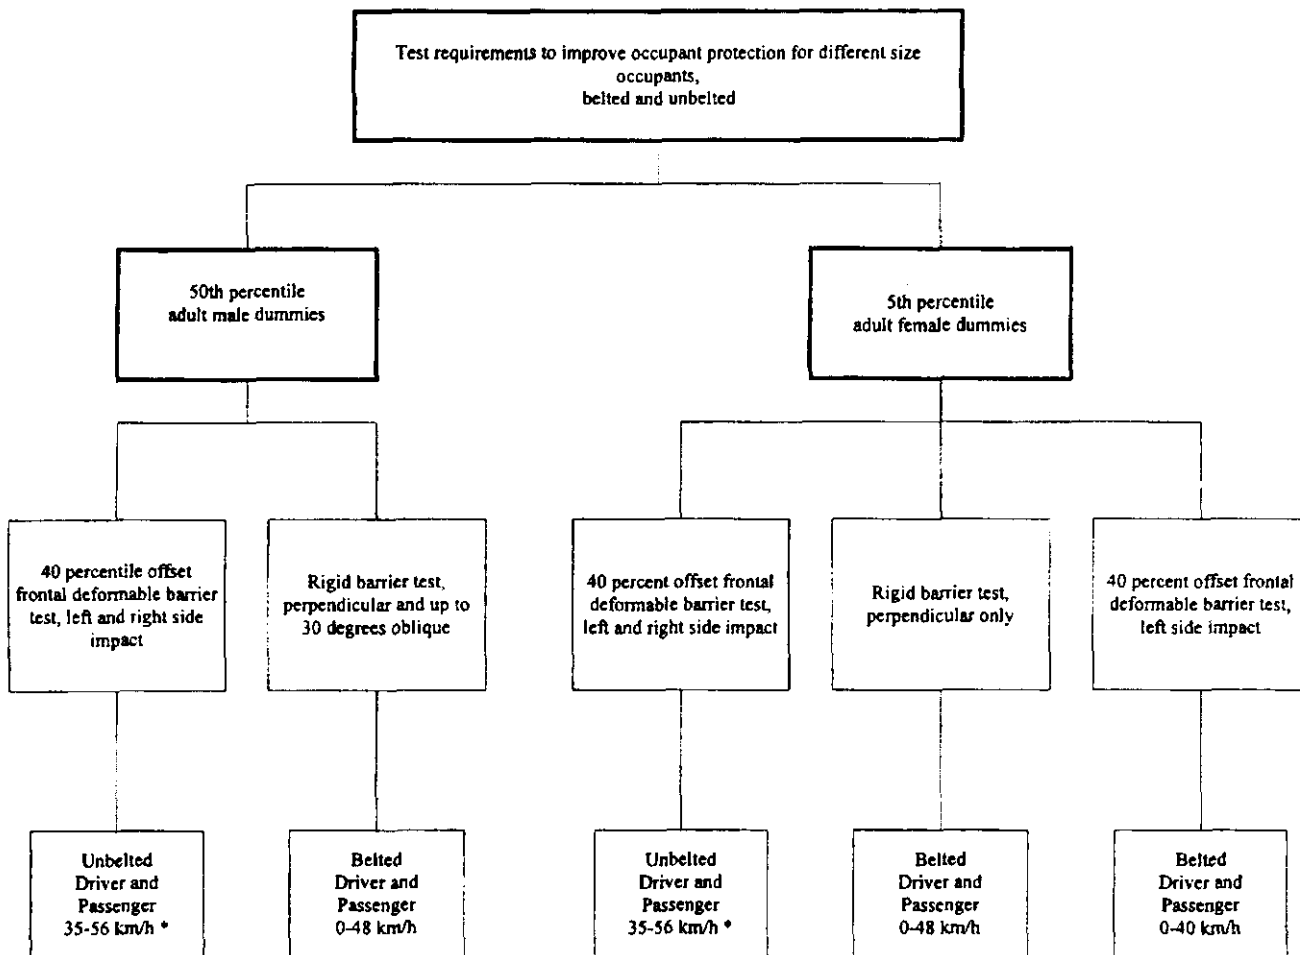 Test requirements to improve occupant protection for different size
occupants,
belted and unbelted
50th percentile
adult male dummies
5th percentile
adult female dummies
40 percentile offset
frontal deformable barrier
test, left and right side
impact
Rigid barrier test,
perpendicular and up to
30 degrees oblique
40 percent offset frontal
deformable barrier test,
left and right side impact
Rigid barrier test,
perpendicular only
40 percent offset frontal
deformable barrier test,
left side impact
Unbelted
Driver and
Passenger
35-56 km/h *
Belted
Driver and
Passenger
0-48 km/h
Unbelted
Driver and
Passenger
35-56 km/h *
Belted
Driver and
Passenger
0-48 km/h
Belted
Driver and
Passenger
0-40 km/h